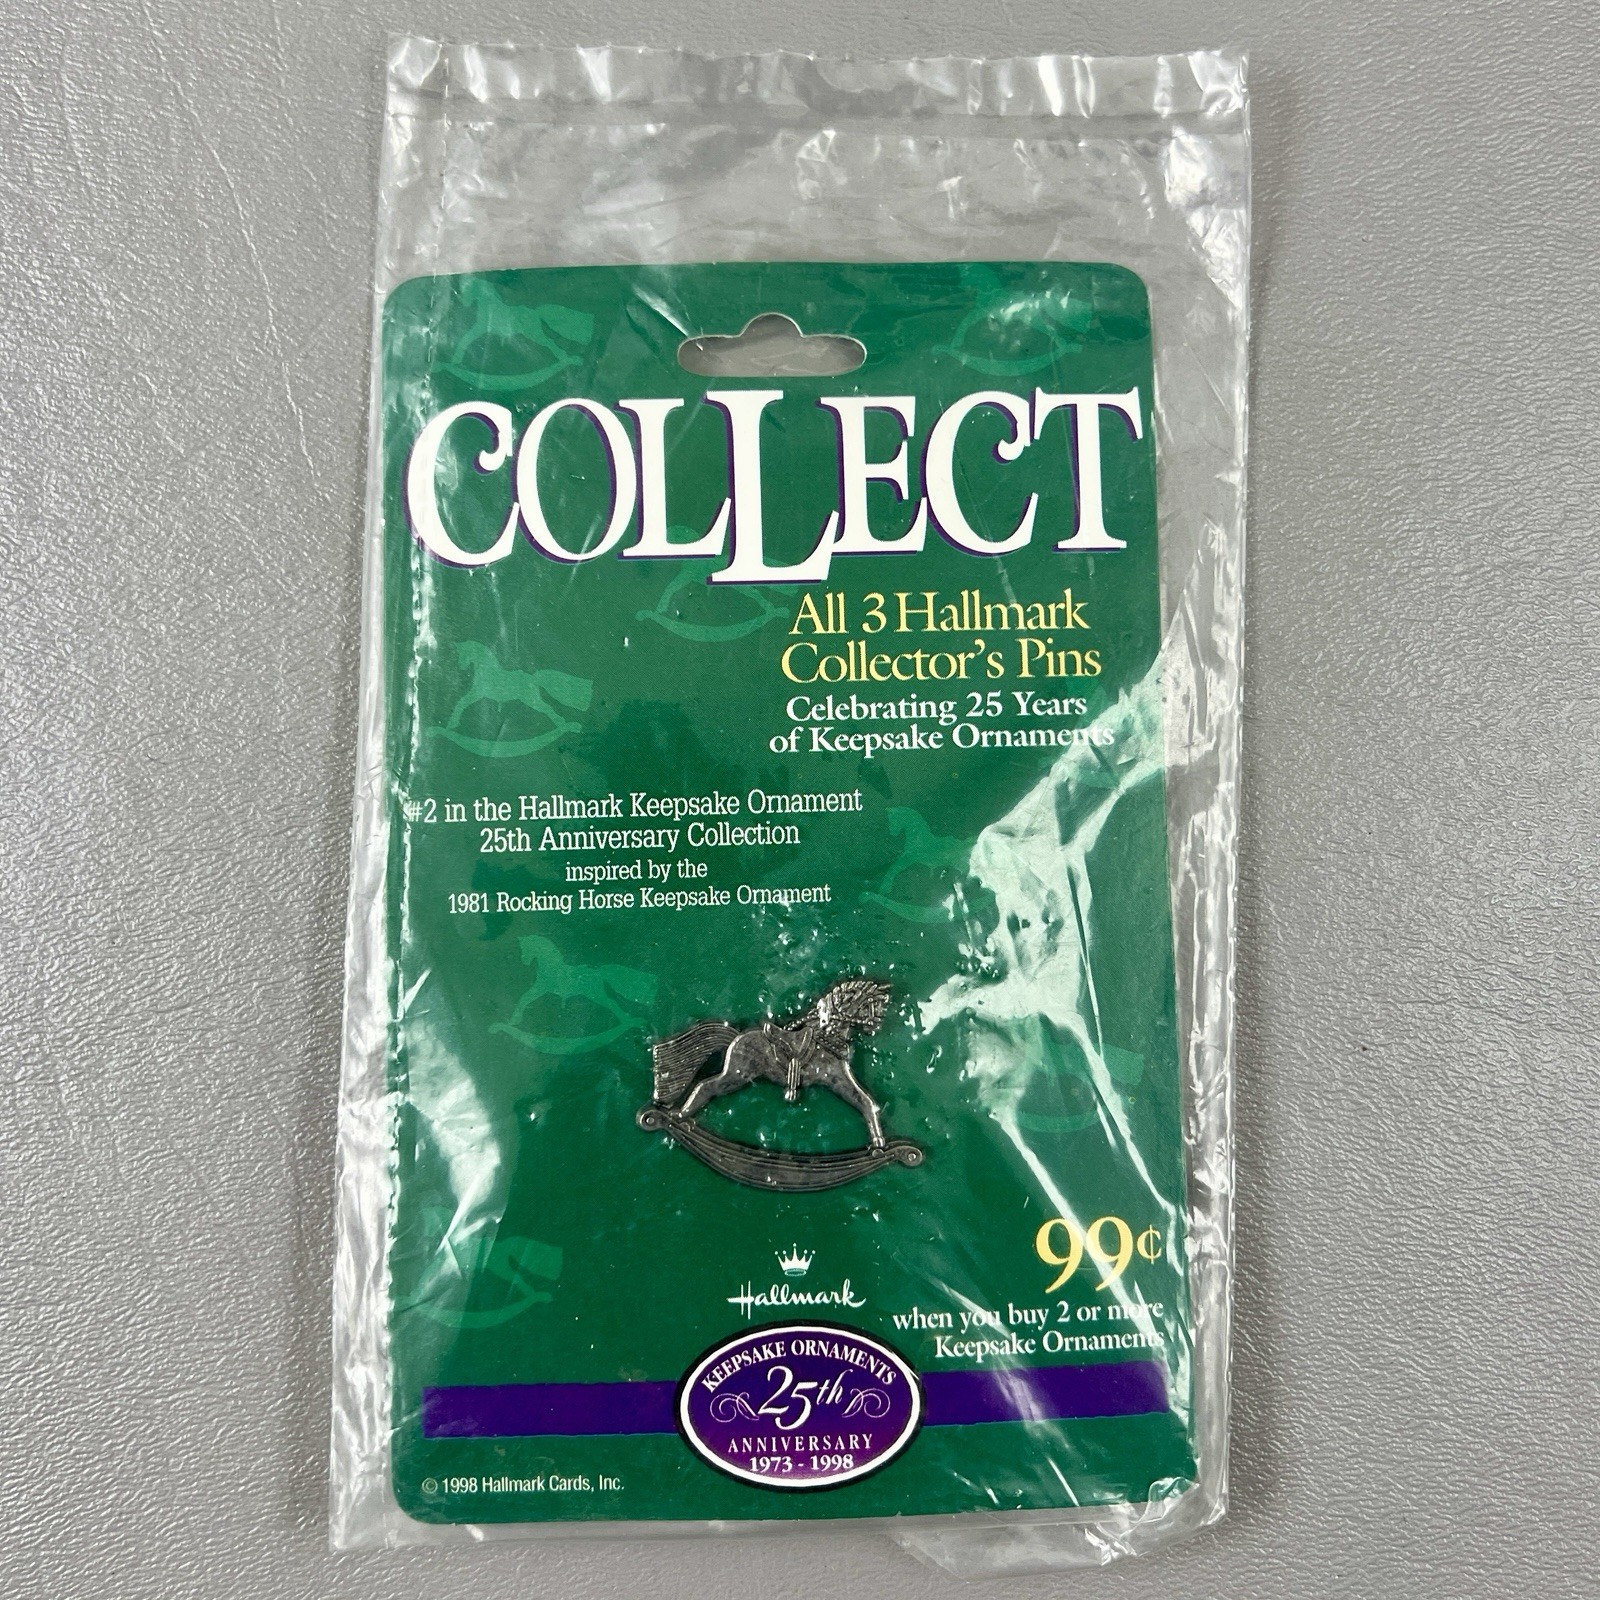 COLLECT
All 3 Hallmark
Collector's Pins
Celebrating 25 Years
of Keepsake Ornaments
#2 in the Hallmark Keepsake Ornament
25th Anniversary Collection
inspired by the
1981 Rocking Horse Keepsake Ornament
99¢
when you buy 2 or more
Keepsake Ornaments
Hallmark
KEEPSAKE ORNAMENTS
25th
ANNIVERSARY
1973 - 1998
© 1998 Hallmark Cards, Inc.